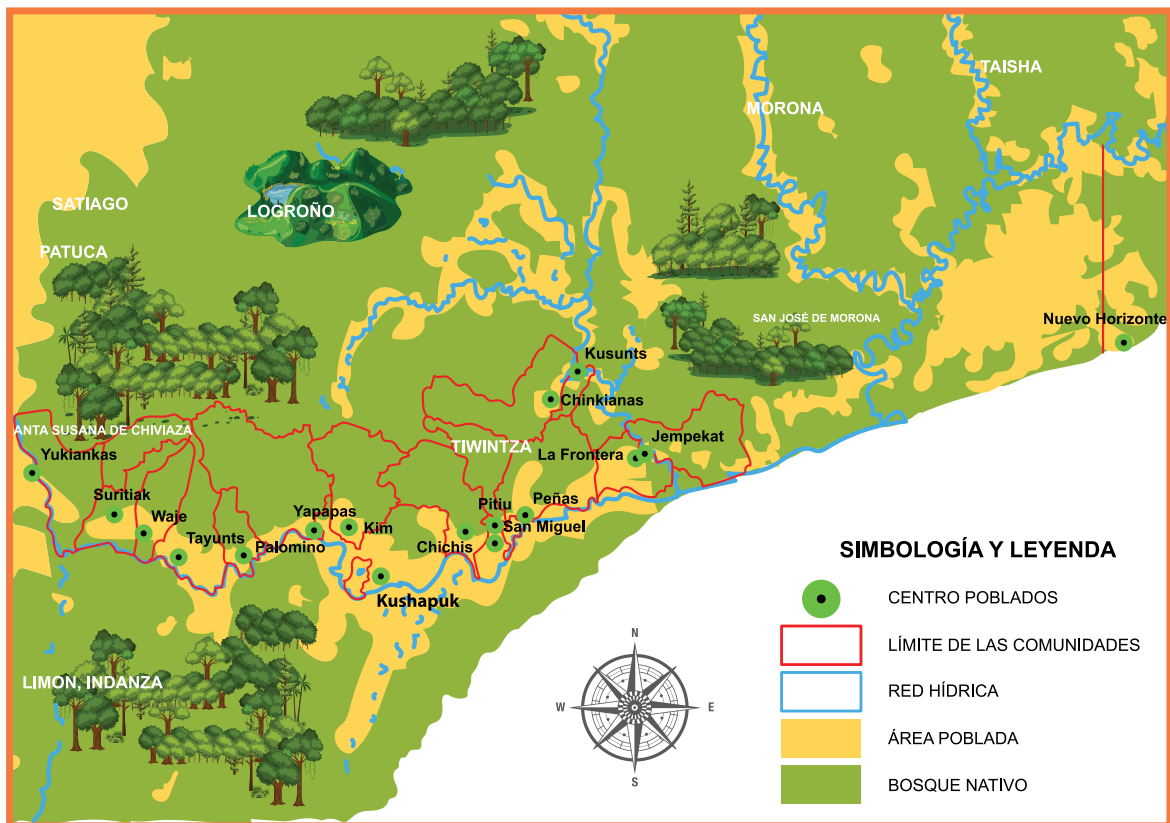 TAISHA
MORONA
SATIAGO
LOGROÑO
PATUCA
SAN JOSÉ DE MORONA
Nuevo Horizonte
Kusunts
Chinkianas
ANTA SUSANA DE CHIVIAZA
TIWINTZA
Jempekat
La Frontera
Yukiankas
Suritiak
Waje
Tayunts
Palomino
Yapapas
Kim
Pitiu
Peñas
San Miguel
Chichis
Kushapuk
LIMON, INDANZA
N
W
E
S
SIMBOLOGÍA Y LEYENDA
CENTRO POBLADOS
LÍMITE DE LAS COMUNIDADES
RED HÍDRICA
ÁREA POBLADA
BOSQUE NATIVO